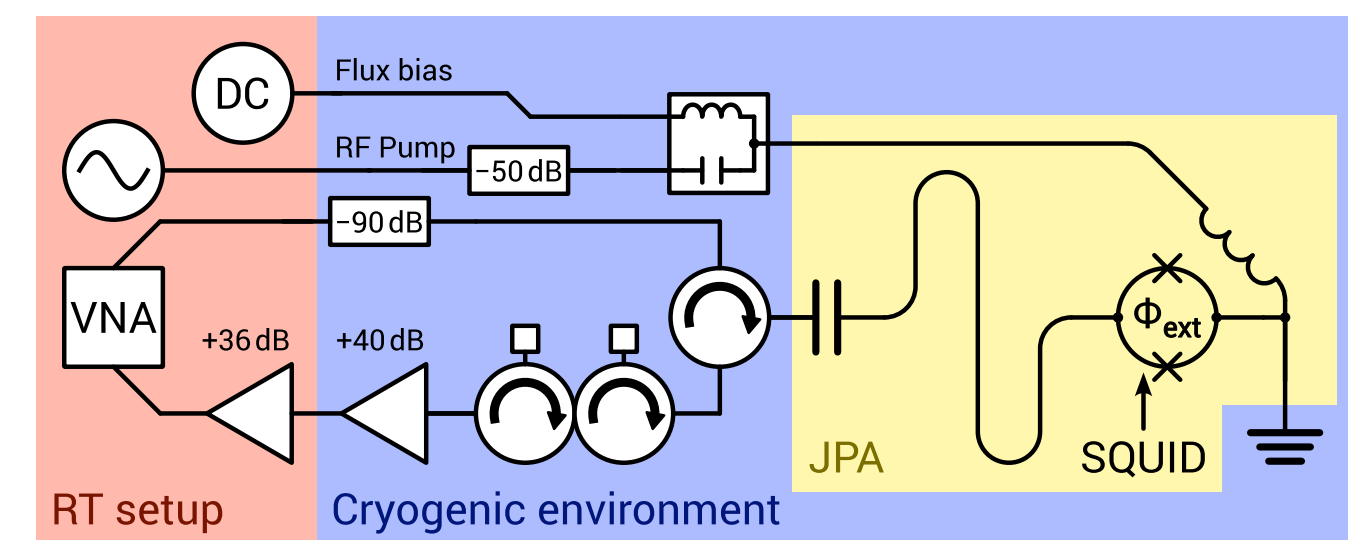 DC
Flux bias
RF Pump
−50 dB
−90 dB
VNA
+36 dB
+40 dB
Φext
JPA
SQUID
RT setup
Cryogenic environment